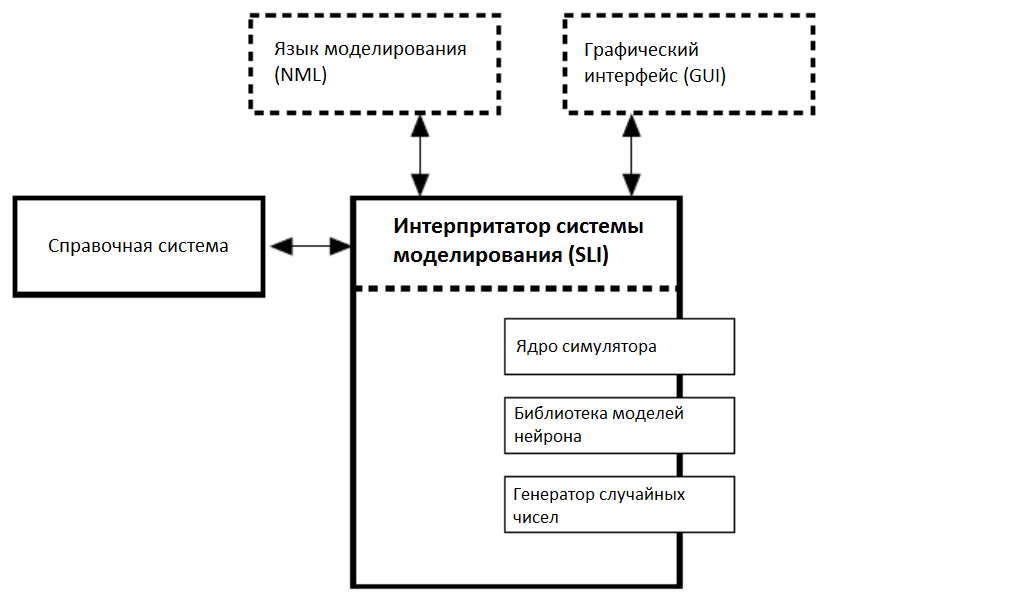 Язык моделирования
(NML)
Графический
интерфейс (GUI)
Справочная система
Интерпритатор системы
моделирования (SLI)
Ядро симулятора
Библиотека моделей
нейрона
Генератор случайных
чисел